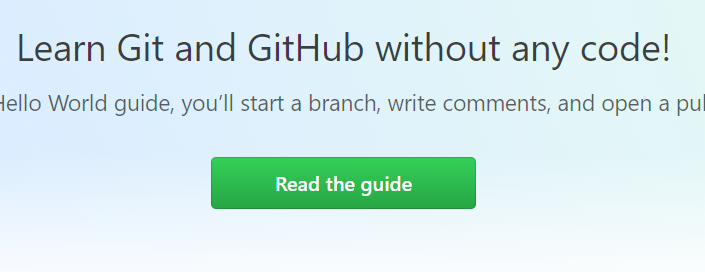 Learn Git and GitHub without any code!
Hello World guide, you’ll start a branch, write comments, and open a pul
Read the guide